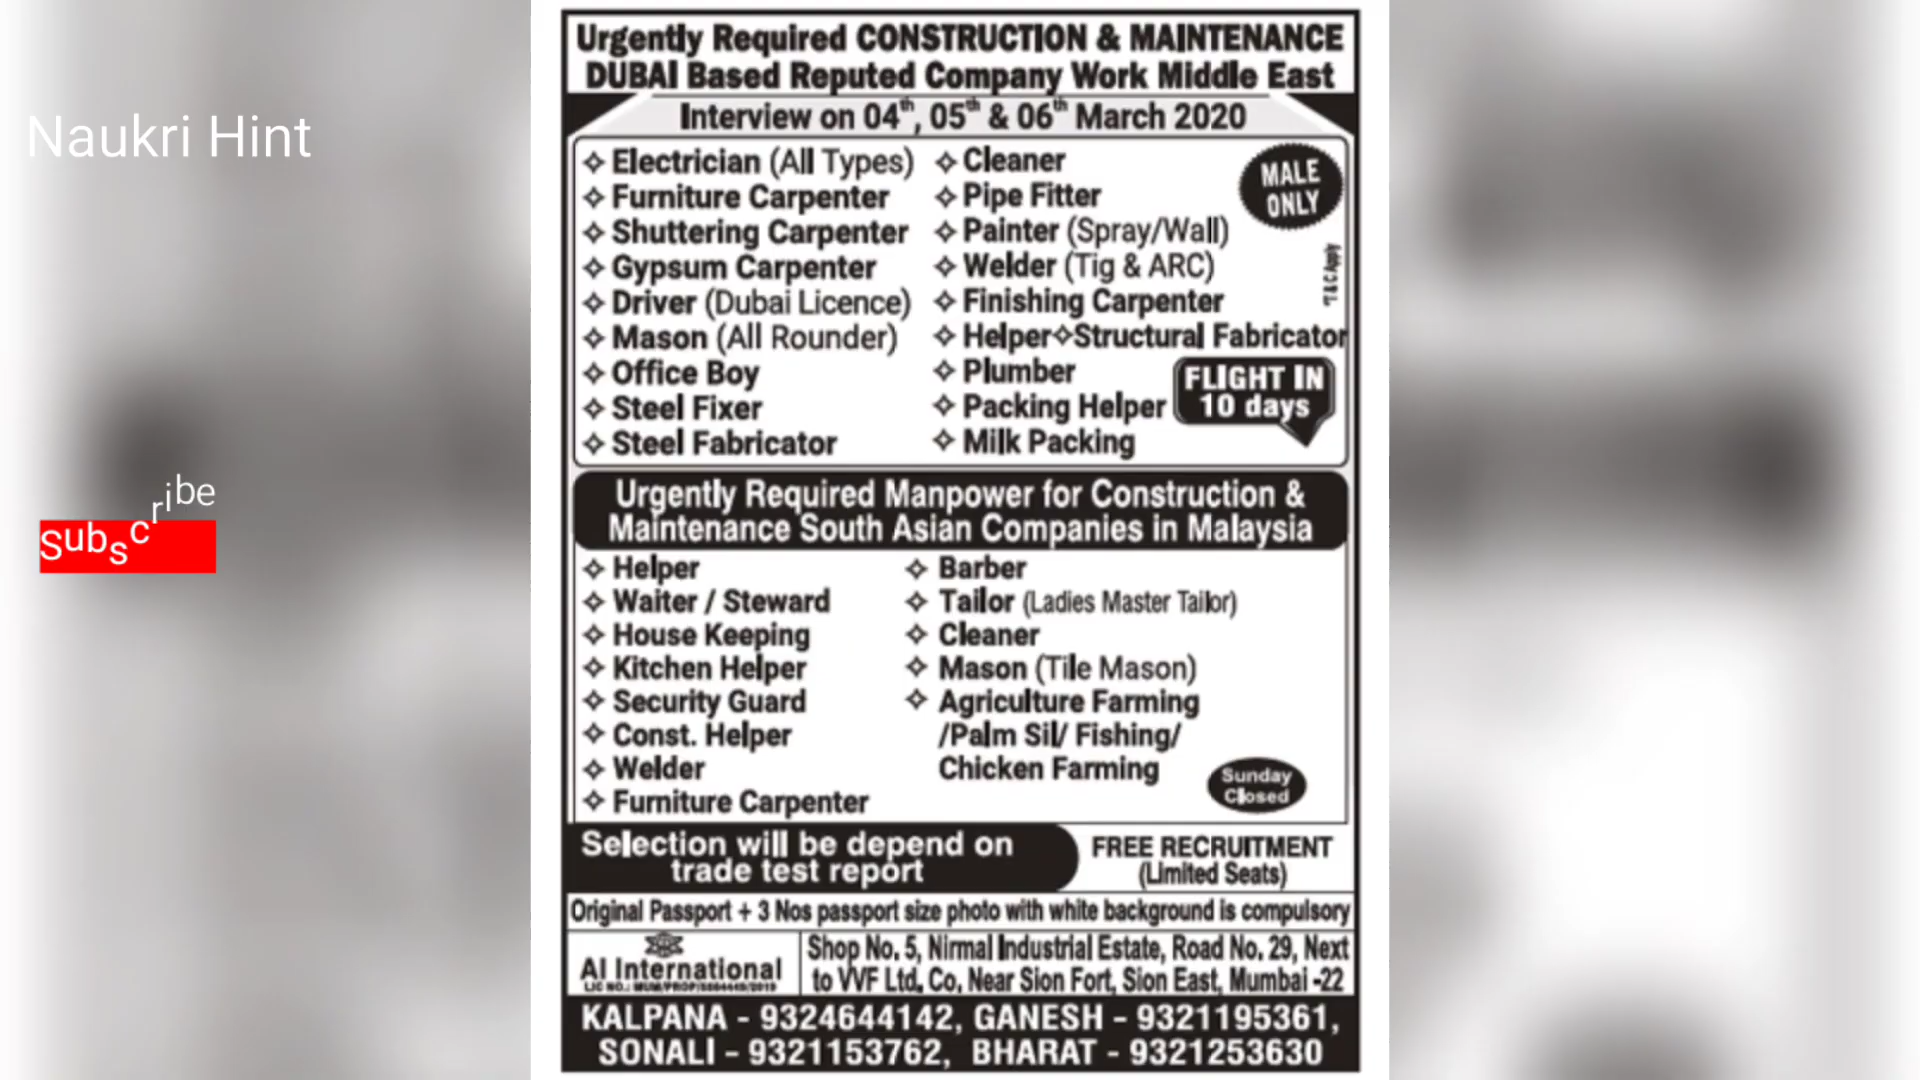 Naukri Hint
Subscribe
Urgently Required CONSTRUCTION & MAINTENANCE
DUBAI Based Reputed Company Work Middle East
Interview on 04th, 05th & 06th March 2020
MALE ONLY
*T & C Apply
✧ Electrician (All Types)
✧ Furniture Carpenter
✧ Shuttering Carpenter
✧ Gypsum Carpenter
✧ Driver (Dubai Licence)
✧ Mason (All Rounder)
✧ Office Boy
✧ Steel Fixer
✧ Steel Fabricator
✧ Cleaner
✧ Pipe Fitter
✧ Painter (Spray/Wall)
✧ Welder (Tig & ARC)
✧ Finishing Carpenter
✧ Helper✧Structural Fabricator
✧ Plumber
✧ Packing Helper
✧ Milk Packing
FLIGHT IN
10 days
Urgently Required Manpower for Construction &
Maintenance South Asian Companies in Malaysia
✧ Helper
✧ Waiter / Steward
✧ House Keeping
✧ Kitchen Helper
✧ Security Guard
✧ Const. Helper
✧ Welder
✧ Furniture Carpenter
✧ Barber
✧ Tailor (Ladies Master Tailor)
✧ Cleaner
✧ Mason (Tile Mason)
✧ Agriculture Farming
/Palm Sil/ Fishing/
Chicken Farming
Sunday
Closed
Selection will be depend on
trade test report
FREE RECRUITMENT
(Limited Seats)
Original Passport + 3 Nos passport size photo with white background is compulsory
Al International
LIC NO.:
Shop No. 5, Nirmal Industrial Estate, Road No. 29, Next
to VVF Ltd. Co. Near Sion Fort, Sion East, Mumbai -22
KALPANA - 9324644142, GANESH - 9321195361,
SONALI - 9321153762, BHARAT - 9321253630